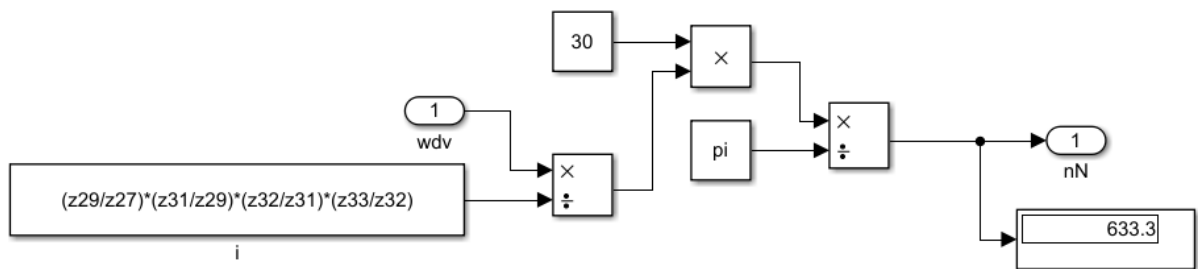 30
×
1
wdv
×
÷
pi
×
÷
1
nN
(z29/z27)*(z31/z29)*(z32/z31)*(z33/z32)
i
633.3